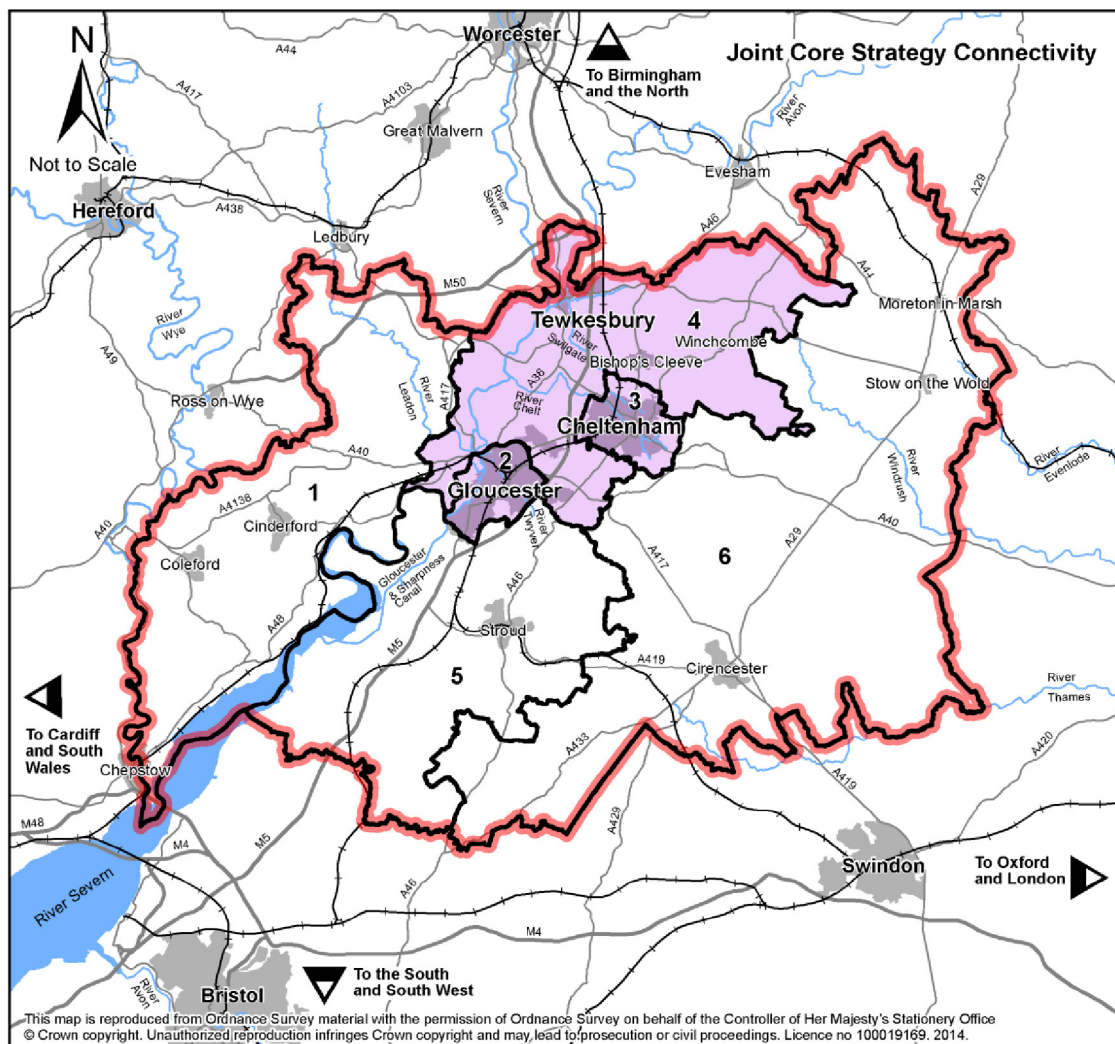 Joint Core Strategy Connectivity
N
Not to Scale
Worcester
To Birmingham
and the North
A44
A417
A4103
Great Malvern
River
Avon
Evesham
A29
River
Severn
Hereford
A438
Ledbury
A46
A44
M50
Moreton in Marsh
River
Wye
Tewkesbury
4
Winchcombe
River
Swilgate
Bishop's Cleeve
A49
A38
River
Leadon
A417
River
Chelt
3
Cheltenham
Stow on the Wold
Ross on Wye
A40
2
Gloucester
River
Windrush
River
Evenlode
1
A4136
Cinderford
A40
A40
Coleford
River
Twyver
A417
A29
6
Gloucester
& Sharpness
Canal
A46
A48
M5
Stroud
A419
Cirencester
5
River
Thames
To Cardiff
and South
Wales
Chepstow
A433
A420
A419
A429
M48
M4
M5
A46
Swindon
To Oxford
and London
River Severn
M4
River
Avon
Bristol
To the South
and South West
This map is reproduced from Ordnance Survey material with the permission of Ordnance Survey on behalf of the Controller of Her Majesty's Stationery Office
© Crown copyright. Unauthorized reproduction infringes Crown copyright and may lead to prosecution or civil proceedings. Licence no 100019169. 2014.